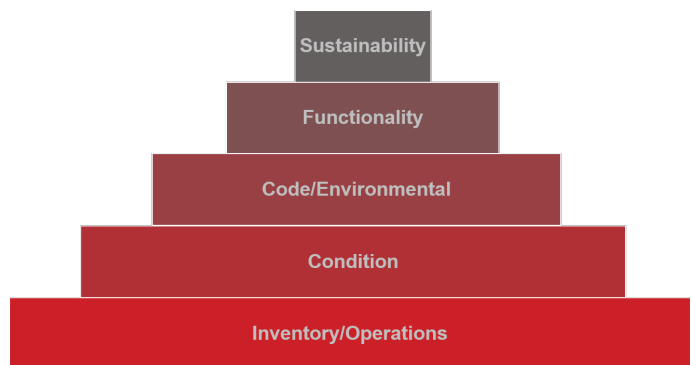 Sustainability
Functionality
Code/Environmental
Condition
Inventory/Operations